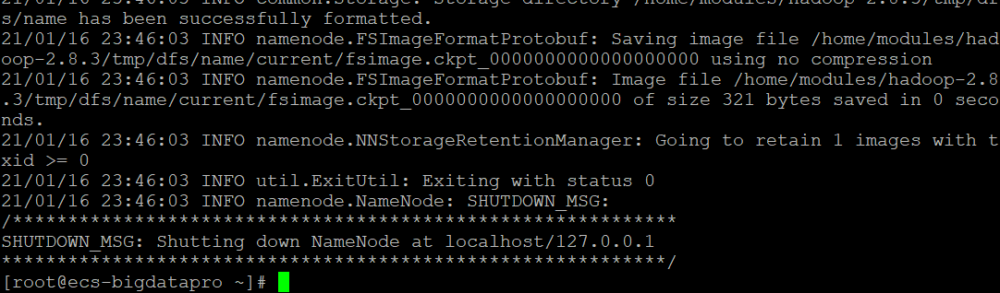 21/01/16 23:46:03 INFO common.Storage: Storage directory /home/modules/hadoop-2.8.3/tmp/df
s/name has been successfully formatted.
21/01/16 23:46:03 INFO namenode.FSImageFormatProtobuf: Saving image file /home/modules/had
oop-2.8.3/tmp/dfs/name/current/fsimage.ckpt_0000000000000000000 using no compression
21/01/16 23:46:03 INFO namenode.FSImageFormatProtobuf: Image file /home/modules/hadoop-2.8
.3/tmp/dfs/name/current/fsimage.ckpt_0000000000000000000 of size 321 bytes saved in 0 seco
nds.
21/01/16 23:46:03 INFO namenode.NNStorageRetentionManager: Going to retain 1 images with t
xid >= 0
21/01/16 23:46:03 INFO util.ExitUtil: Exiting with status 0
21/01/16 23:46:03 INFO namenode.NameNode: SHUTDOWN_MSG:
/************************************************************
SHUTDOWN_MSG: Shutting down NameNode at localhost/127.0.0.1
************************************************************/
[root@ecs-bigdatapro ~]#